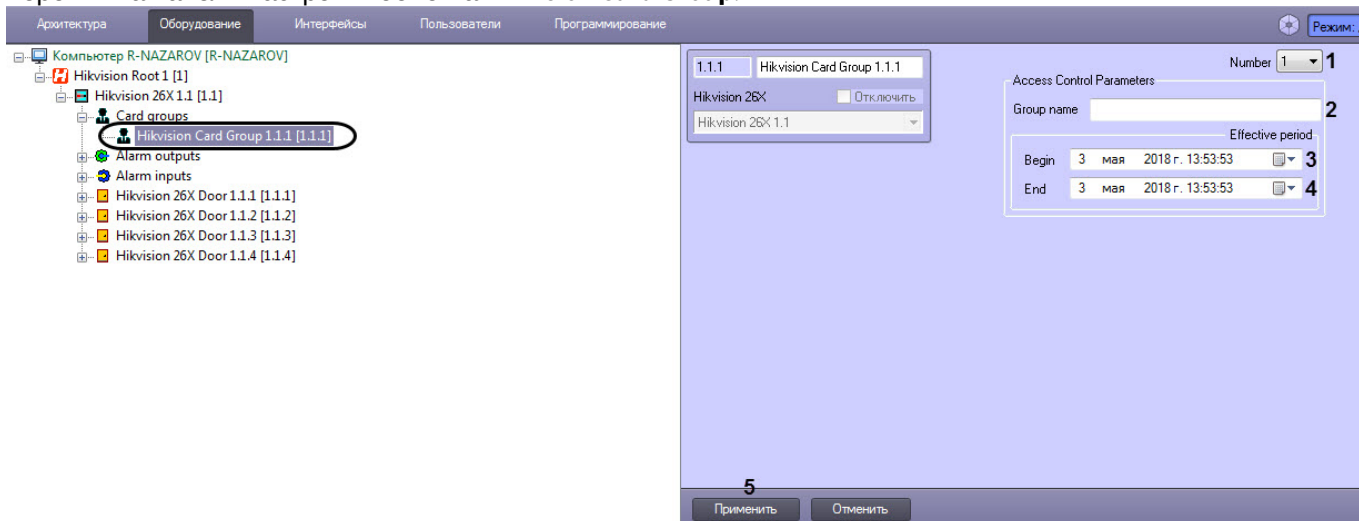 Архитектура Оборудование Интерфейсы Пользователи Программирование Режим:
Компьютер R-NAZAROV [R-NAZAROV]
Hikvision Root 1 [1]
Hikvision 26X 1.1 [1.1]
Card groups
Hikvision Card Group 1.1.1 [1.1.1]
Alarm outputs
Alarm inputs
Hikvision 26X Door 1.1.1 [1.1.1]
Hikvision 26X Door 1.1.2 [1.1.2]
Hikvision 26X Door 1.1.3 [1.1.3]
Hikvision 26X Door 1.1.4 [1.1.4]
1.1.1 Hikvision Card Group 1.1.1
Hikvision 26X Отключить
Hikvision 26X 1.1
Number 1 1
Access Control Parameters
Group name 2
Effective period
Begin 3 мая 2018 г. 13:53:53 3
End 3 мая 2018 г. 13:53:53 4
5
Применить Отменить